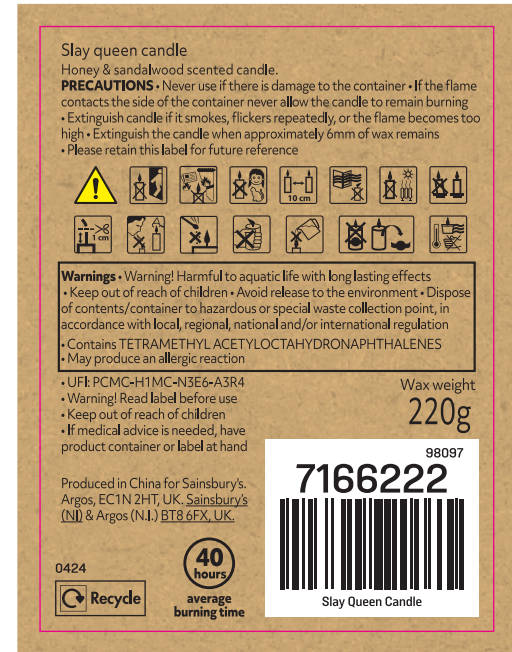 Slay queen candle
Honey & sandalwood scented candle.
PRECAUTIONS • Never use if there is damage to the container • If the flame
contacts the side of the container never allow the candle to remain burning
• Extinguish candle if it smokes, flickers repeatedly, or the flame becomes too
high • Extinguish the candle when approximately 6mm of wax remains
• Please retain this label for future reference
10 cm
1 cm
Warnings • Warning! Harmful to aquatic life with long lasting effects
• Keep out of reach of children • Avoid release to the environment • Dispose
of contents/container to hazardous or special waste collection point, in
accordance with local, regional, national and/or international regulation
• Contains TETRAMETHYL ACETYLOCTAHYDRONAPHTHALENES
• May produce an allergic reaction
• UFI: PCMC-H1MC-N3E6-A3R4
• Warning! Read label before use
• Keep out of reach of children
• If medical advice is needed, have
product container or label at hand
Wax weight
220g
Produced in China for Sainsbury's.
Argos, EC1N 2HT, UK. Sainsbury's
(NI) & Argos (N.I.) BT8 6FX, UK.
98097
7166222
Slay Queen Candle
0424
Recycle
40
hours
average
burning time